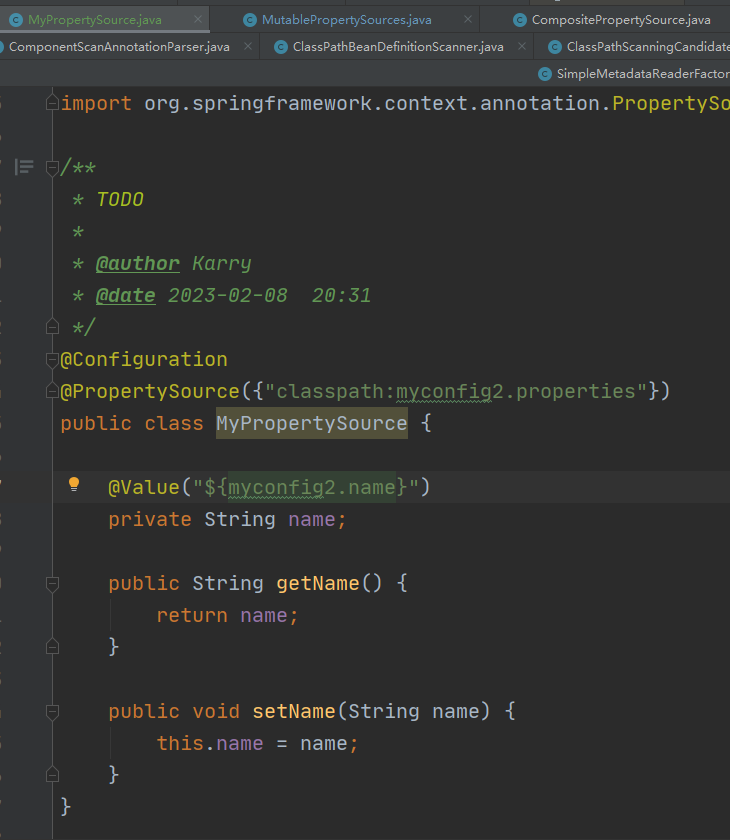 MyPropertySource.java
MutablePropertySources.java
CompositePropertySource.java
ComponentScanAnnotationParser.java
ClassPathBeanDefinitionScanner.java
ClassPathScanningCandidate
SimpleMetadataReaderFactor
import org.springframework.context.annotation.PropertySo
/**
* TODO
*
* @author Karry
* @date 2023-02-08  20:31
*/
@Configuration
@PropertySource({"classpath:myconfig2.properties"})
public class MyPropertySource {
@Value("${myconfig2.name}")
private String name;
public String getName() {
return name;
}
public void setName(String name) {
this.name = name;
}
}